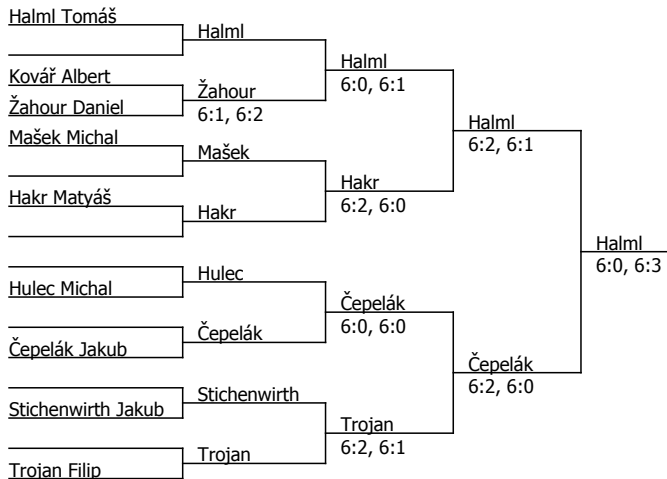 Halml Tomáš
Kovář Albert
Žahour Daniel
Mašek Michal
Hakr Matyáš
Hulec Michal
Čepelák Jakub
Stichenwirth Jakub
Trojan Filip
Halml
Žahour
6:1, 6:2
Mašek
Hakr
Hulec
Čepelák
Stichenwirth
Trojan
Halml
6:0, 6:1
Hakr
6:2, 6:0
Čepelák
6:0, 6:0
Trojan
6:2, 6:1
Halml
6:2, 6:1
Čepelák
6:2, 6:0
Halml
6:0, 6:3